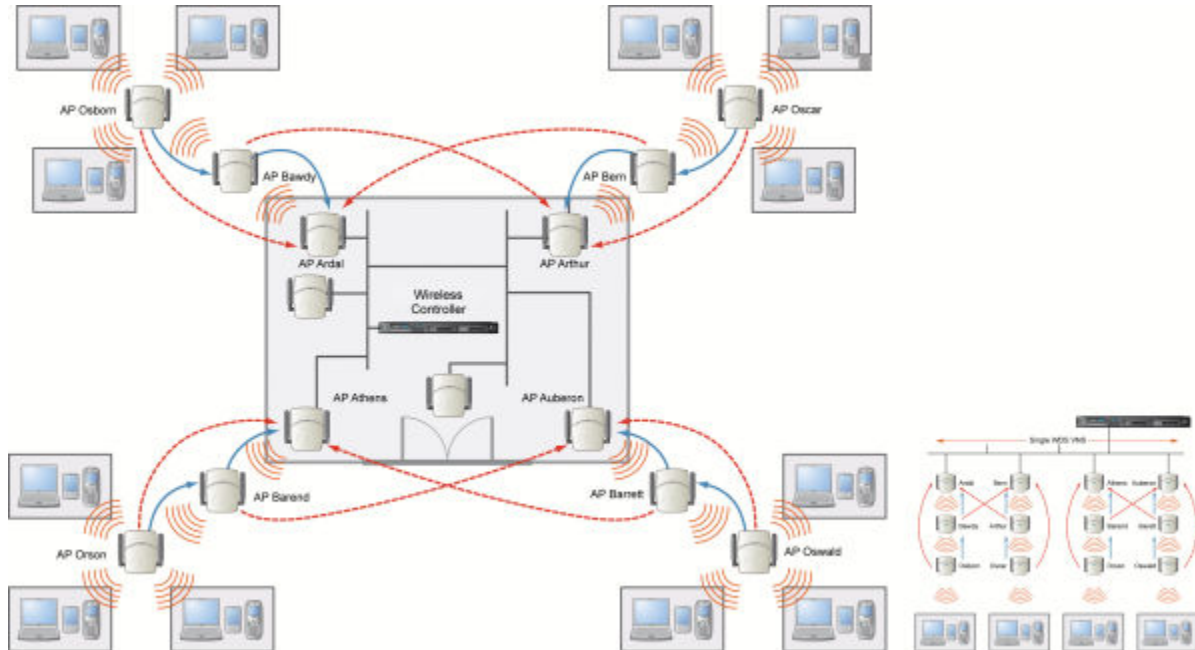 AP Osborn
AP Oscar
AP Bawdy
AP Bern
AP Ardal
AP Arthur
Wireless
Controller
AP Athens
AP Auberon
AP Barend
AP Barrett
AP Orson
AP Oswald
Single WDS VNS
Ardal
Bern
Athens
Auberon
Bawdy
Arthur
Barend
Barrett
Osborn
Oscar
Orson
Oswald